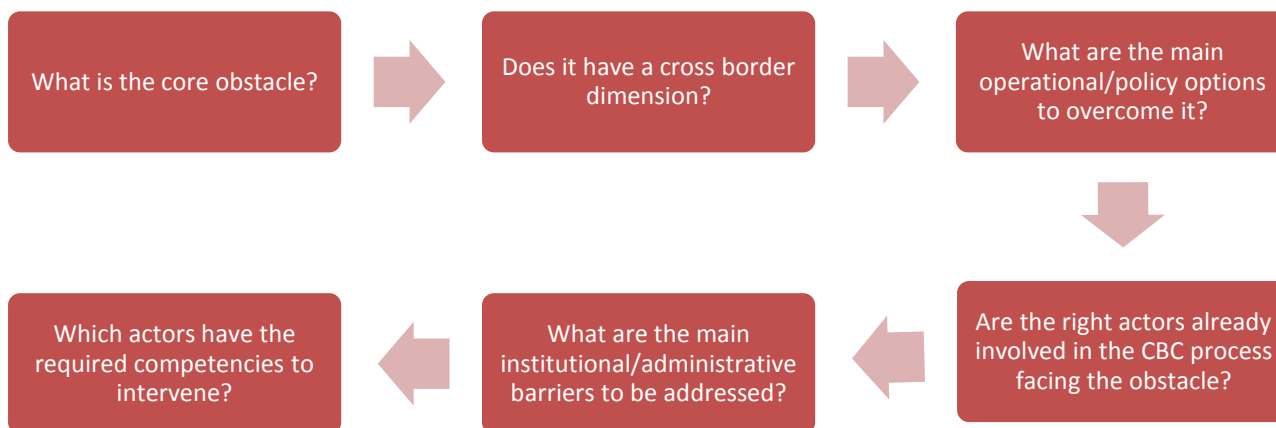 What is the core obstacle?
Does it have a cross border
dimension?
What are the main
operational/policy options
to overcome it?
Are the right actors already
involved in the CBC process
facing the obstacle?
What are the main
institutional/administrative
barriers to be addressed?
Which actors have the
required competencies to
intervene?